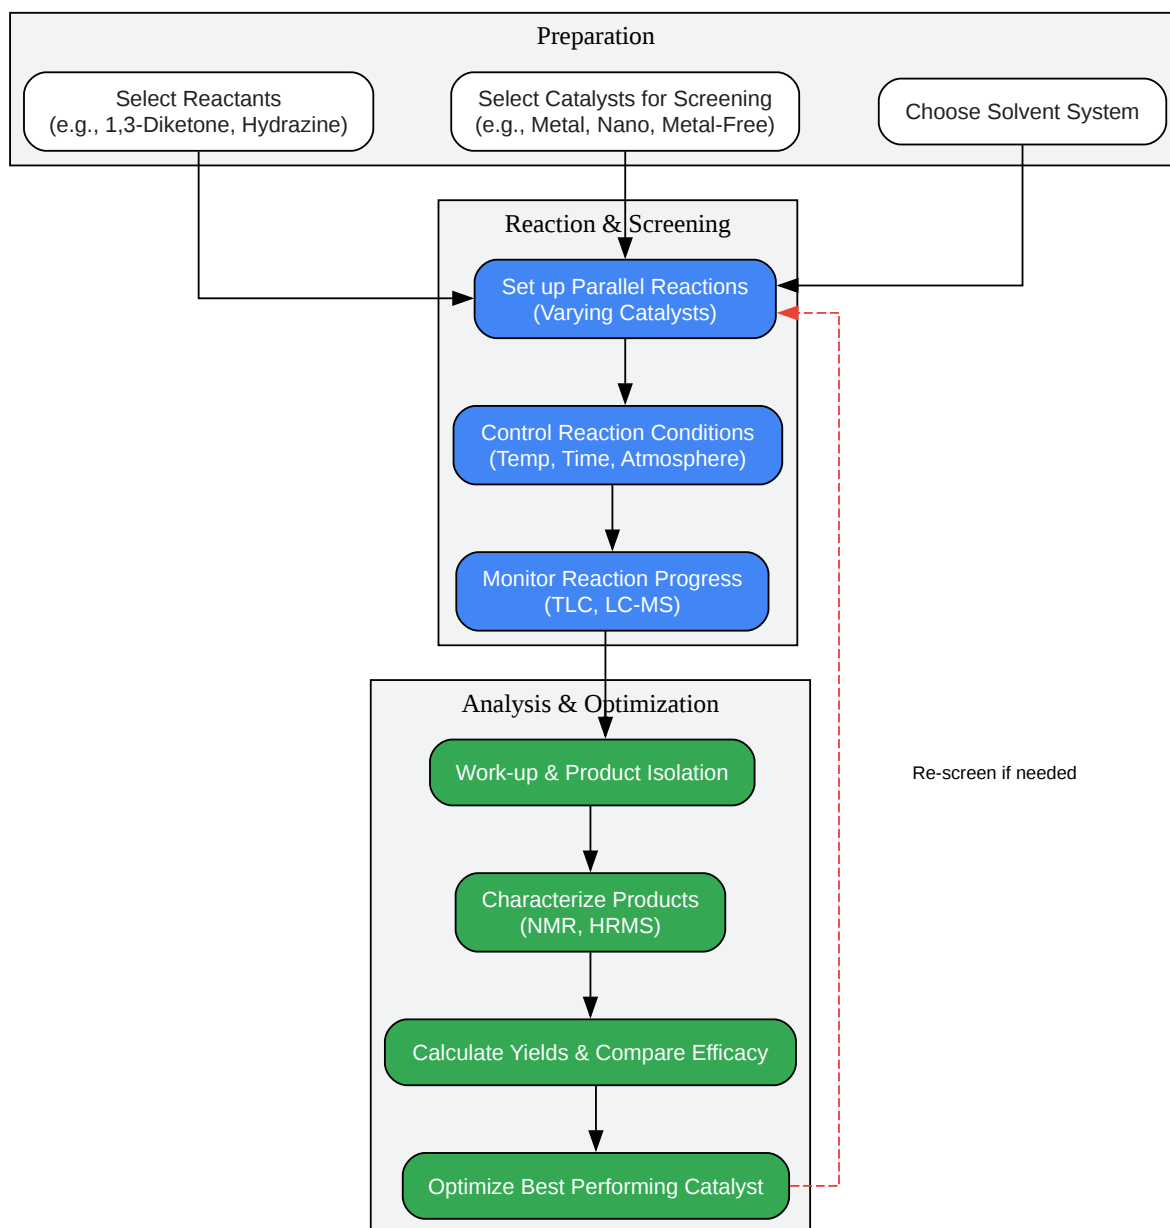 Preparation
Select Reactants
(e.g., 1,3-Diketone, Hydrazine)
Select Catalysts for Screening
(e.g., Metal, Nano, Metal-Free)
Choose Solvent System
Reaction & Screening
Set up Parallel Reactions
(Varying Catalysts)
Control Reaction Conditions
(Temp, Time, Atmosphere)
Monitor Reaction Progress
(TLC, LC-MS)
Analysis & Optimization
Work-up & Product Isolation
Re-screen if needed
Characterize Products
(NMR, HRMS)
Calculate Yields & Compare Efficacy
Optimize Best Performing Catalyst